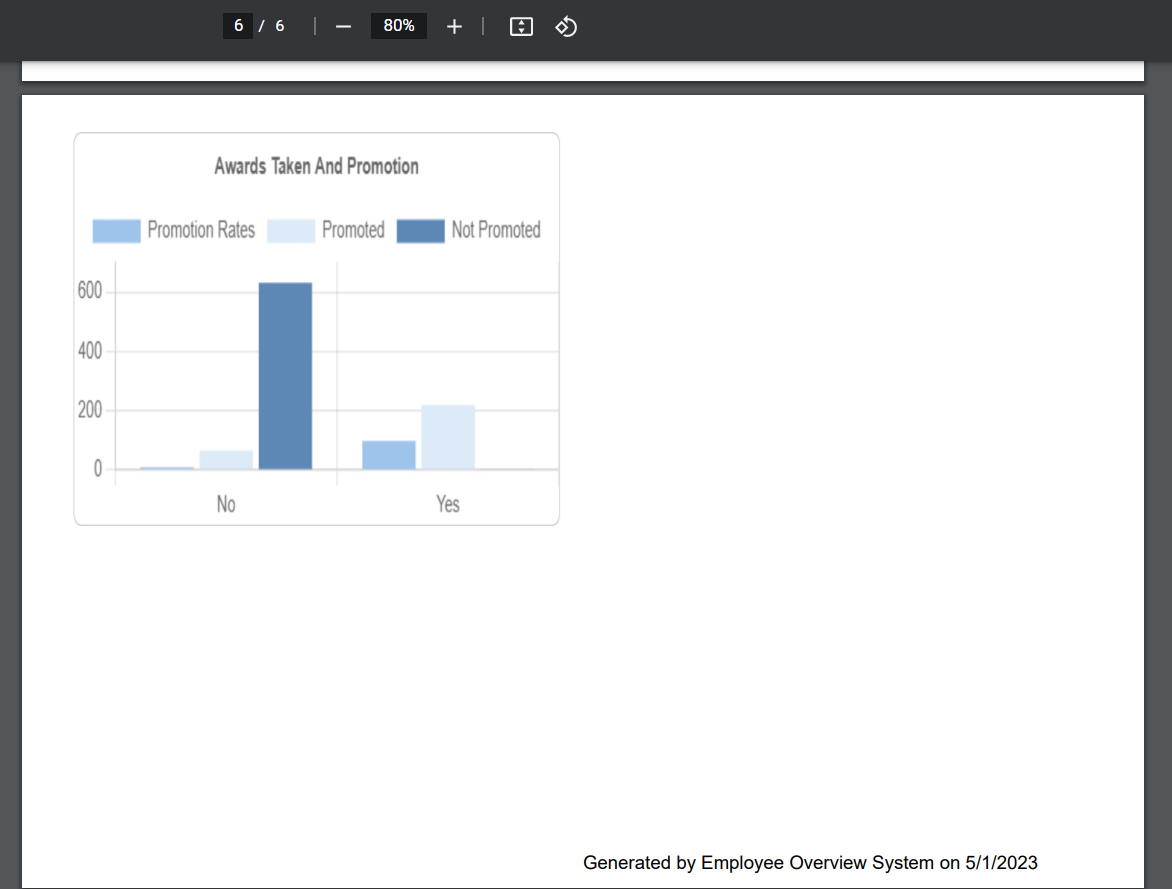 6 / 6 80%
Awards Taken And Promotion
Promotion Rates Promoted Not Promoted
600
400
200
0
No Yes
Generated by Employee Overview System on 5/1/2023